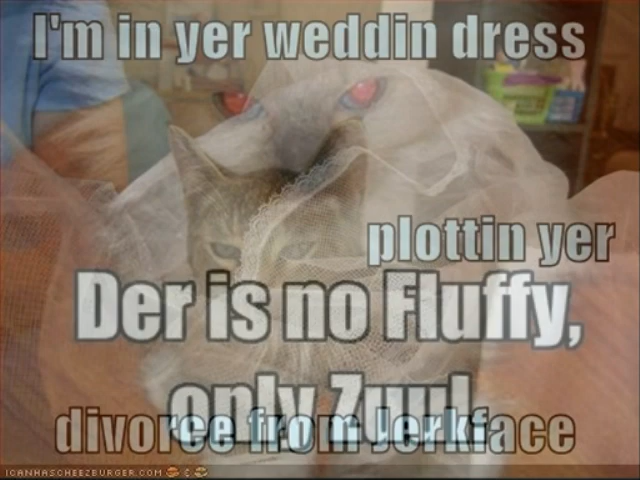 I'm in yer weddin dress
plottin yer
Der is no Fluffy,
only Zuul
divorce from Jerkface
ICANHASCHEEZBURGER.COM